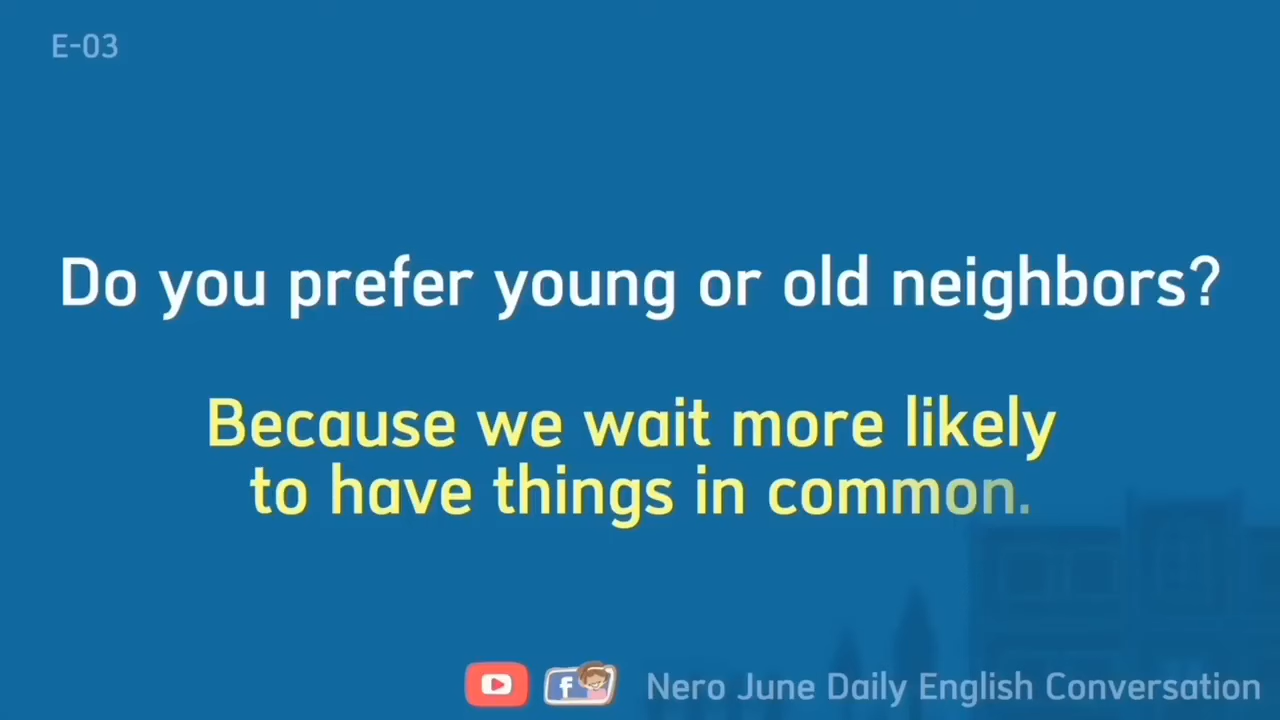 E-03
Do you prefer young or old neighbors?
Because we wait more likely
to have things in common.
f Nero June Daily English Conversation